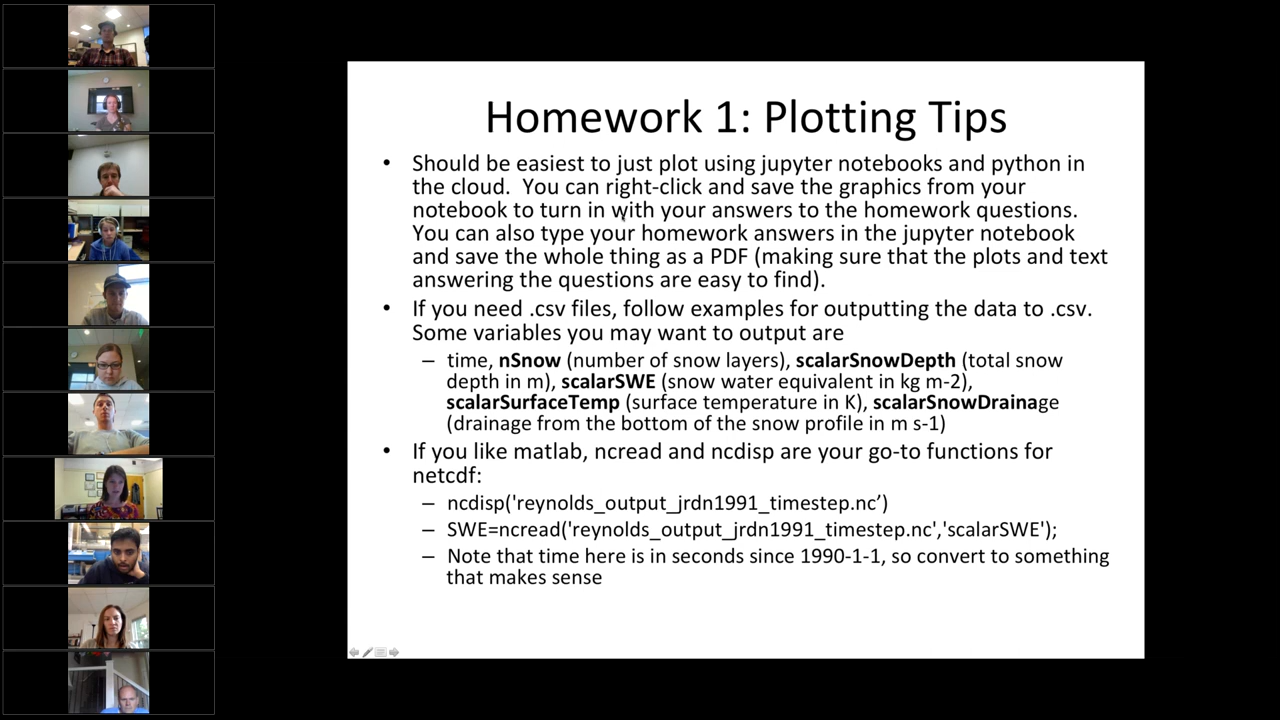 Homework 1: Plotting Tips
• Should be easiest to just plot using jupyter notebooks and python in
the cloud.  You can right-click and save the graphics from your
notebook to turn in with your answers to the homework questions.
You can also type your homework answers in the jupyter notebook
and save the whole thing as a PDF (making sure that the plots and text
answering the questions are easy to find).
• If you need .csv files, follow examples for outputting the data to .csv.
Some variables you may want to output are
– time, nSnow (number of snow layers), scalarSnowDepth (total snow
depth in m), scalarSWE (snow water equivalent in kg m-2),
scalarSurfaceTemp (surface temperature in K), scalarSnowDrainage
(drainage from the bottom of the snow profile in m s-1)
• If you like matlab, ncread and ncdisp are your go-to functions for
netcdf:
– ncdisp('reynolds_output_jrdn1991_timestep.nc’)
– SWE=ncread('reynolds_output_jrdn1991_timestep.nc','scalarSWE');
– Note that time here is in seconds since 1990-1-1, so convert to something
that makes sense